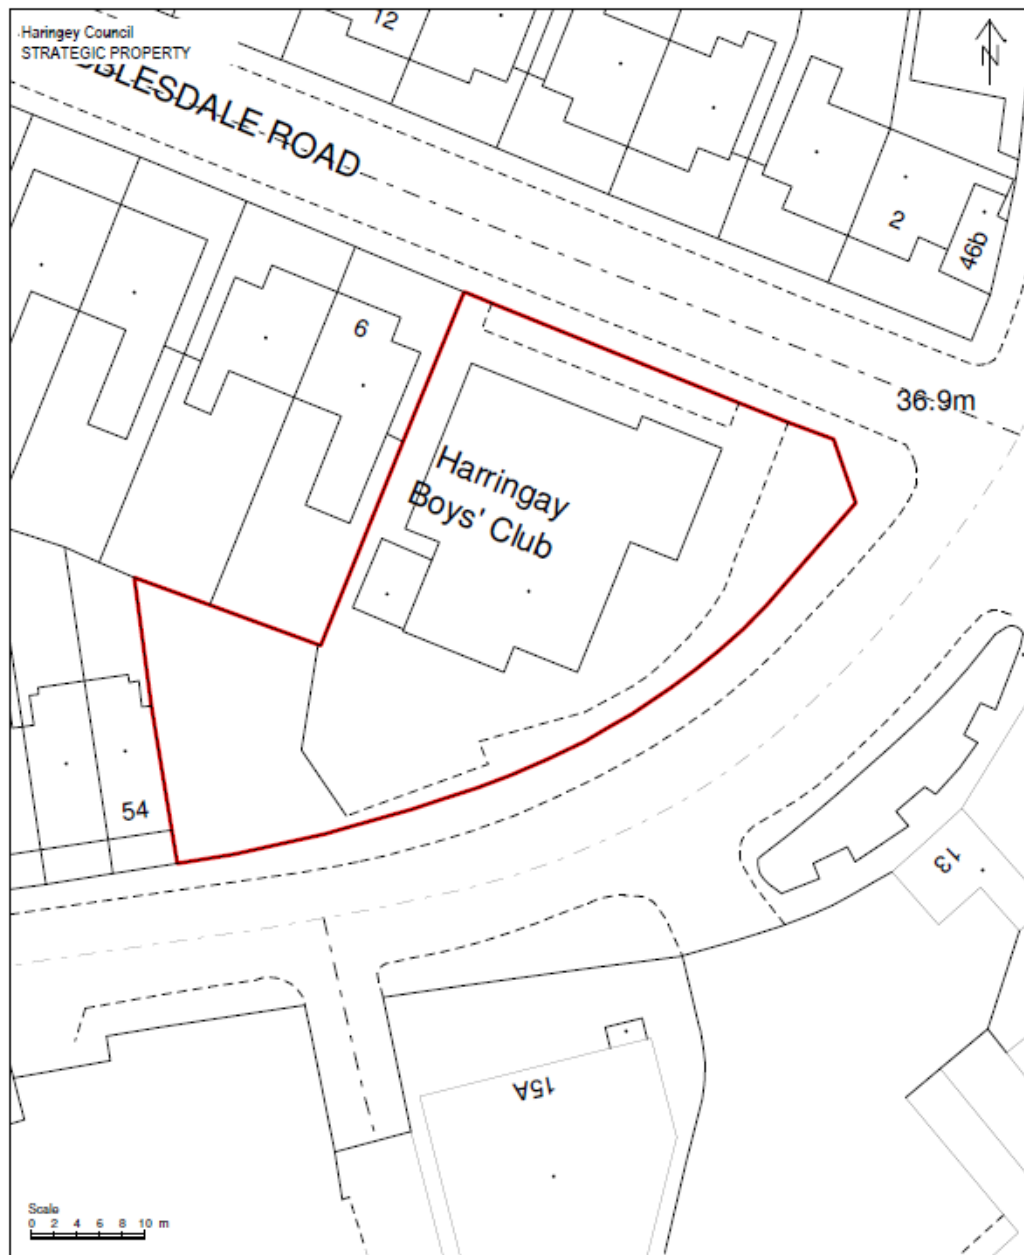 Haringey Council
STRATEGIC PROPERTY
12
BLESDALE ROAD
2
46b
6
36.9m
Harringay
Boys' Club
54
13
15A
Scale
0 2 4 6 8 10 m
N